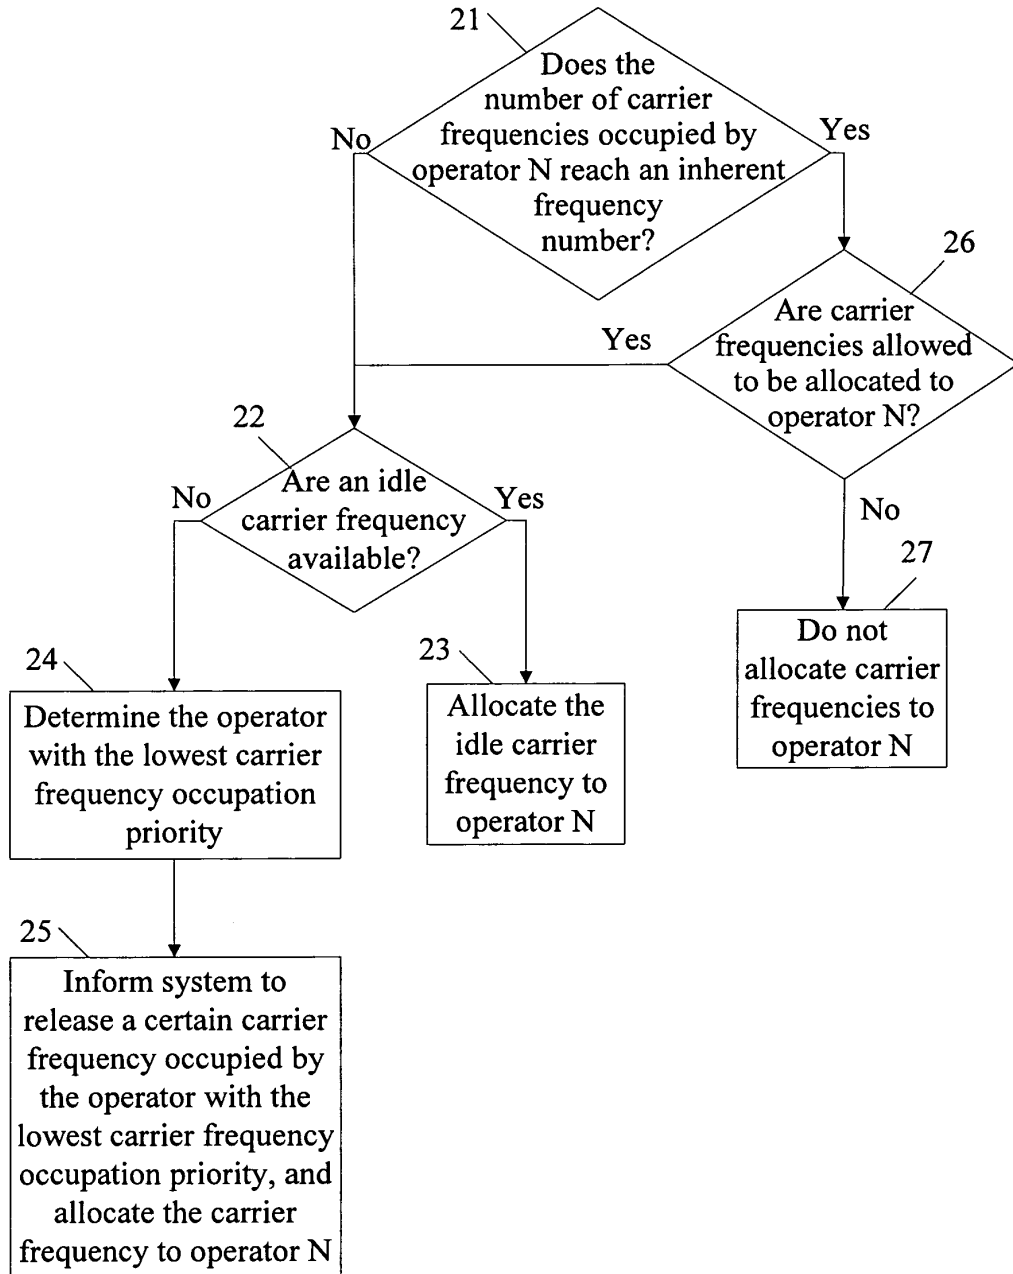 21
Does the
number of carrier
frequencies occupied by
operator N reach an inherent
frequency
number?
No
Yes
26
Are carrier
frequencies allowed
to be allocated to
operator N?
Yes
No
22
Are an idle
carrier frequency
available?
No
Yes
27
Do not
allocate carrier
frequencies to
operator N
24
Determine the operator
with the lowest carrier
frequency occupation
priority
23
Allocate the
idle carrier
frequency to
operator N
25
Inform system to
release a certain carrier
frequency occupied by
the operator with the
lowest carrier frequency
occupation priority, and
allocate the carrier
frequency to operator N